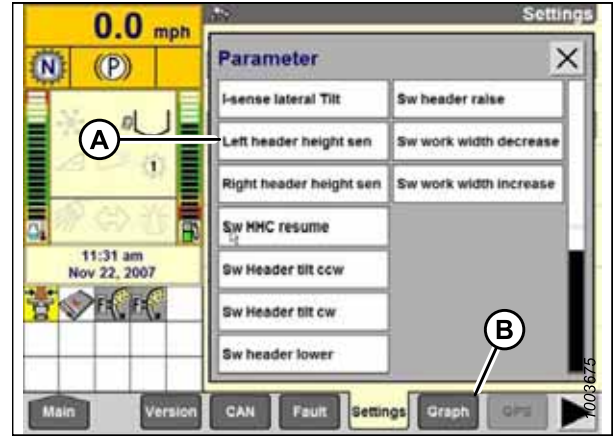 0.0 mph
Settings
N
(P)
Parameter
I-sense lateral Tilt
Sw header raise
A
Left header height sen
Sw work width decrease
1
Right header height sen
Sw work width increase
Sw HHC resume
11:31 am
Nov 22, 2007
Sw Header tilt ccw
Sw Header tilt cw
B
Sw header lower
1003675
Main
Version
CAN
Fault
Settings
Graph
GPS